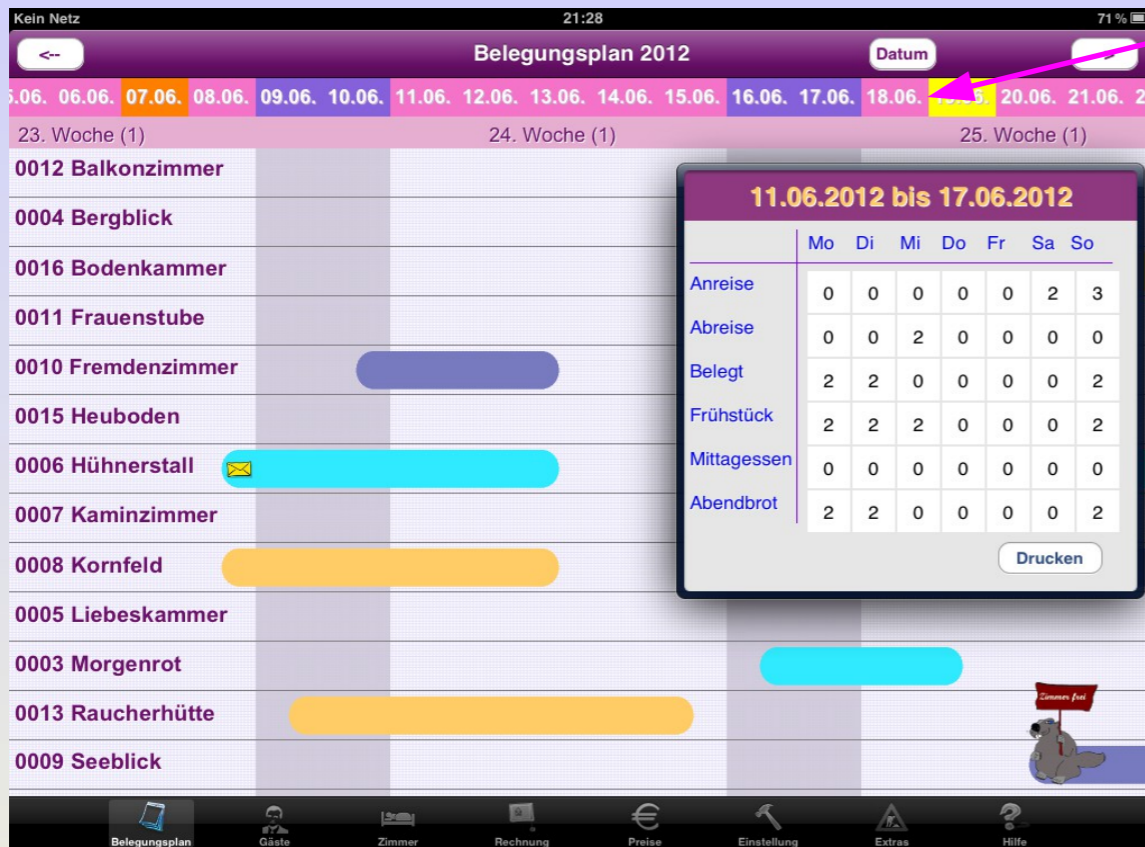 Kein Netz 21:28 71 %
<-- Belegungsplan 2012 Datum
06.06. 07.06. 08.06. 09.06. 10.06. 11.06. 12.06. 13.06. 14.06. 15.06. 16.06. 17.06. 18.06. 20.06. 21.06.
23. Woche (1) 24. Woche (1) 25. Woche (1)
0012 Balkonzimmer
0004 Bergblick
0016 Bodenkammer
0011 Frauenstube
0010 Fremdenzimmer
0015 Heuboden
0006 Hühnerstall
0007 Kaminzimmer
0008 Kornfeld
0005 Liebeskammer
0003 Morgenrot
0013 Raucherhütte
0009 Seeblick
11.06.2012 bis 17.06.2012
Mo Di Mi Do Fr Sa So
Anreise 0 0 0 0 0 2 3
Abreise 0 0 2 0 0 0 0
Belegt 2 2 0 0 0 0 2
Frühstück 2 2 2 0 0 0 2
Mittagessen 0 0 0 0 0 0 0
Abendbrot 2 2 0 0 0 0 2
Drucken
Zimmer frei
Belegungsplan Gäste Zimmer Rechnung Preise Einstellung Extras Hilfe